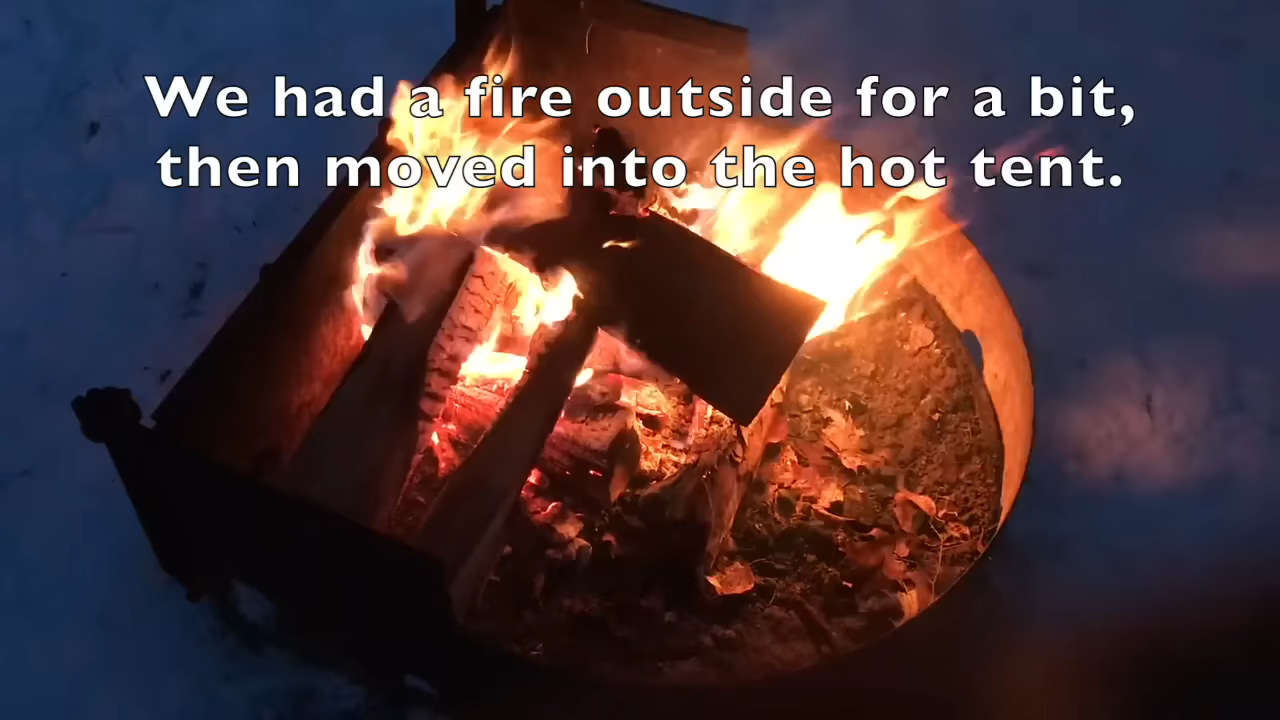 We had a fire outside for a bit,
then moved into the hot tent.